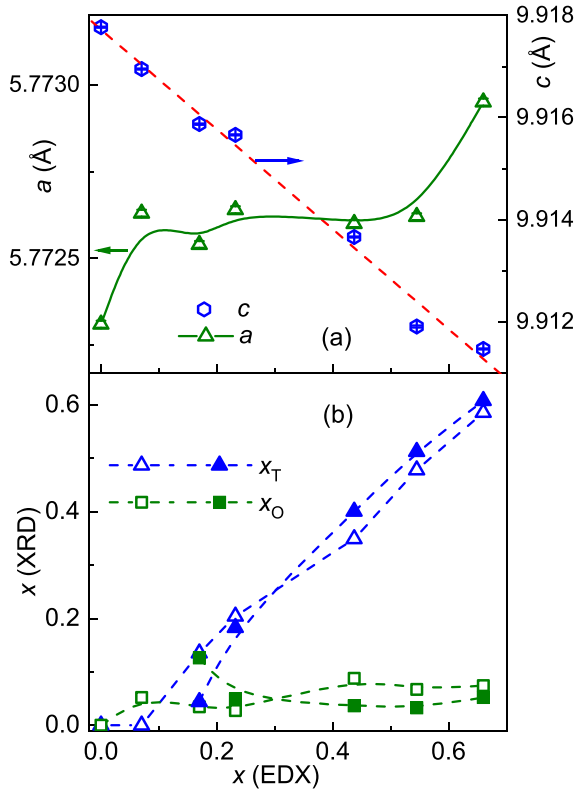 9.918
5.7730
c (Å)
9.916
a (Å)
9.914
5.7725
9.912
c
a
(a)
0.6
(b)
x_T
x_O
0.4
x (XRD)
0.2
0.0
0.0 0.2 0.4 0.6
x (EDX)